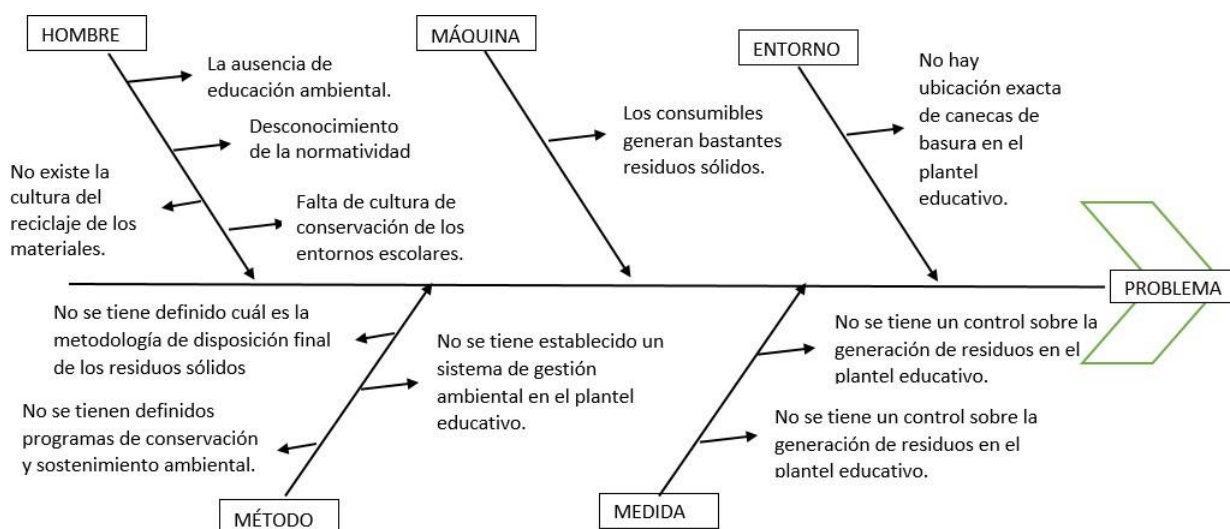 HOMBRE
La ausencia de
educación ambiental.
Desconocimiento
de la normatividad
No existe la
cultura del
reciclaje de los
materiales.
Falta de cultura de
conservación de los
entornos escolares.
MÁQUINA
Los consumibles
generan bastantes
residuos sólidos.
ENTORNO
No hay
ubicación exacta
de canecas de
basura en el
plantel
educativo.
PROBLEMA
No se tiene definido cuál es la
metodología de disposición final
de los residuos sólidos
No se tiene establecido un
sistema de gestión
ambiental en el plantel
educativo.
No se tienen definidos
programas de conservación
y sostenimiento ambiental.
MÉTODO
No se tiene un control sobre la
generación de residuos en el
plantel educativo.
No se tiene un control sobre la
generación de residuos en el
plantel educativo.
MEDIDA